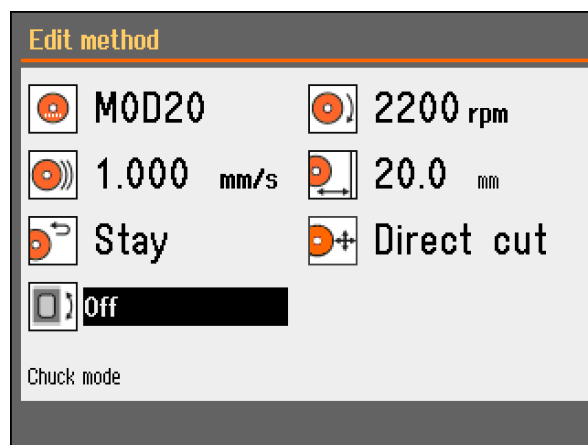 Edit method
M0D20
2200 rpm
1.000 mm/s
20.0 mm
Stay
Direct cut
Off
Chuck mode